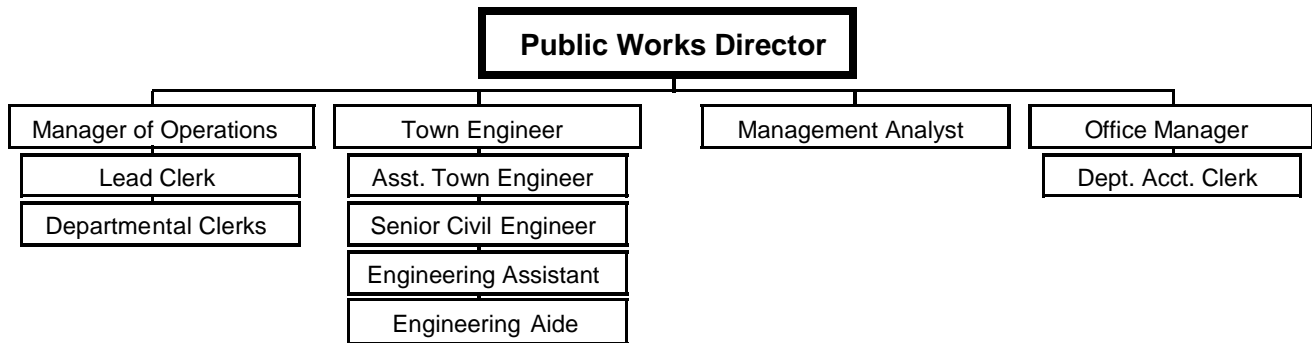 Public Works Director
Manager of Operations
Town Engineer
Management Analyst
Office Manager
Lead Clerk
Asst. Town Engineer
Dept. Acct. Clerk
Departmental Clerks
Senior Civil Engineer
Engineering Assistant
Engineering Aide